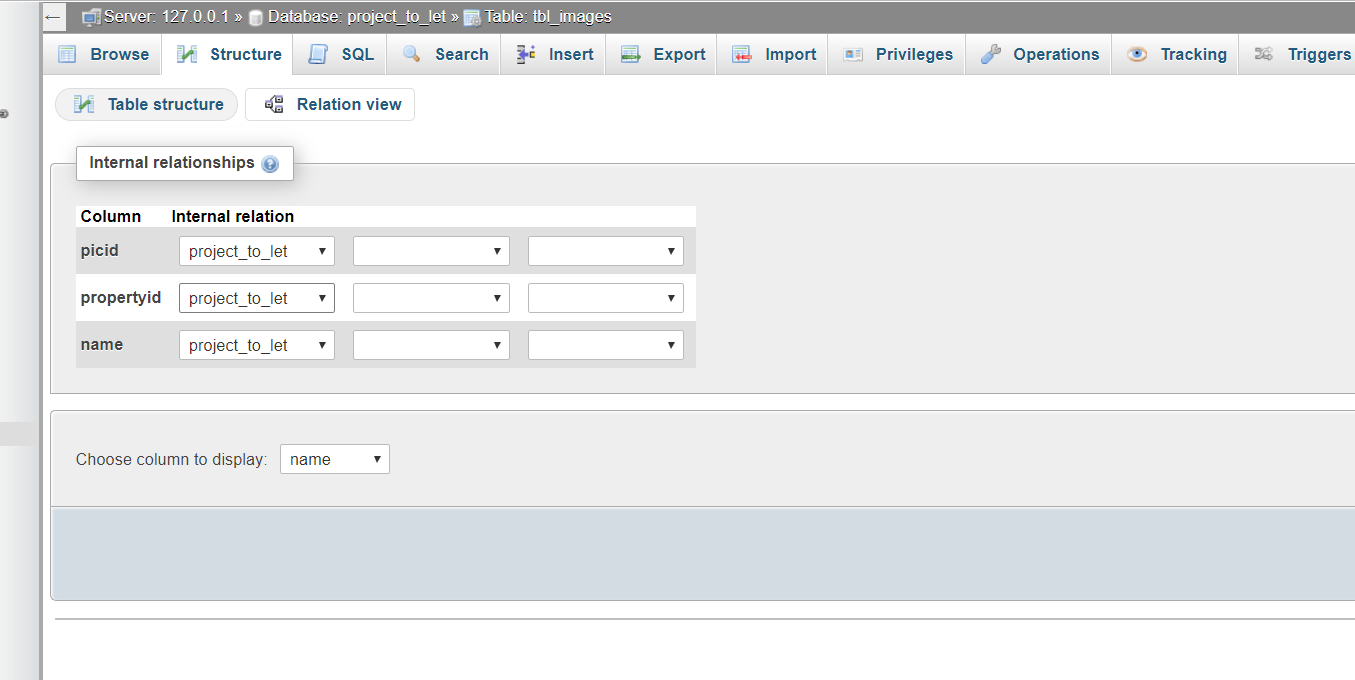 ← Server: 127.0.0.1 » Database: project_to_let » Table: tbl_images
Browse Structure SQL Search Insert Export Import Privileges Operations Tracking Triggers
Table structure Relation view
Internal relationships
Column Internal relation
picid project_to_let
propertyid project_to_let
name project_to_let
Choose column to display: name